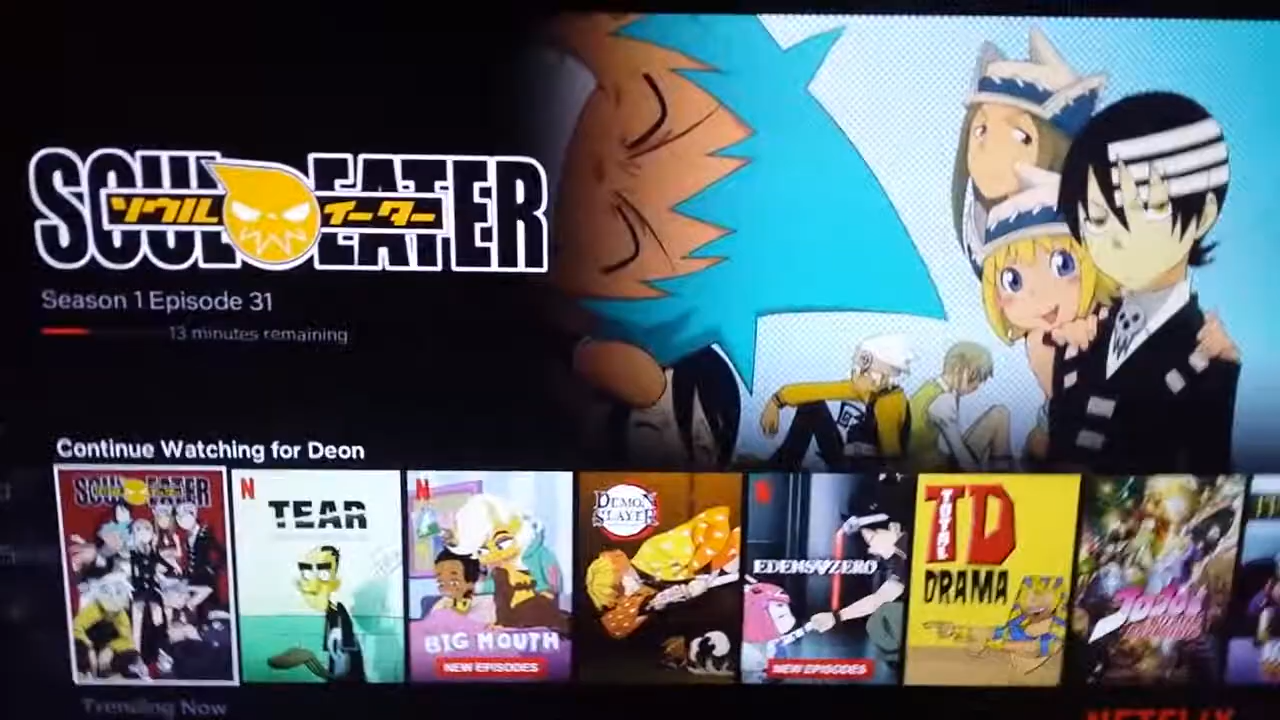 SOUL EATER
ソウル イーター
Season 1 Episode 31
13 minutes remaining
Continue Watching for Deon
SOUL EATER
N
TEAR
N
BIG MOUTH
NEW EPISODES
DEMON
SLAYER
EDENS ZERO
NEW EPISODES
TOTAL
TD
DRAMA
JoJo's
Trending Now
NETFLIX